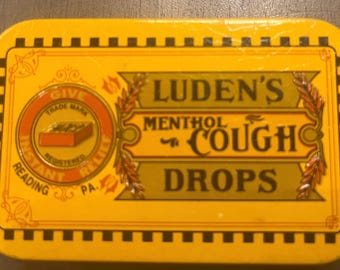 GIVE
TRADE MARK
REGISTERED
INSTANT RELIEF
READING PA.
LUDEN'S
MENTHOL
COUGH
DROPS